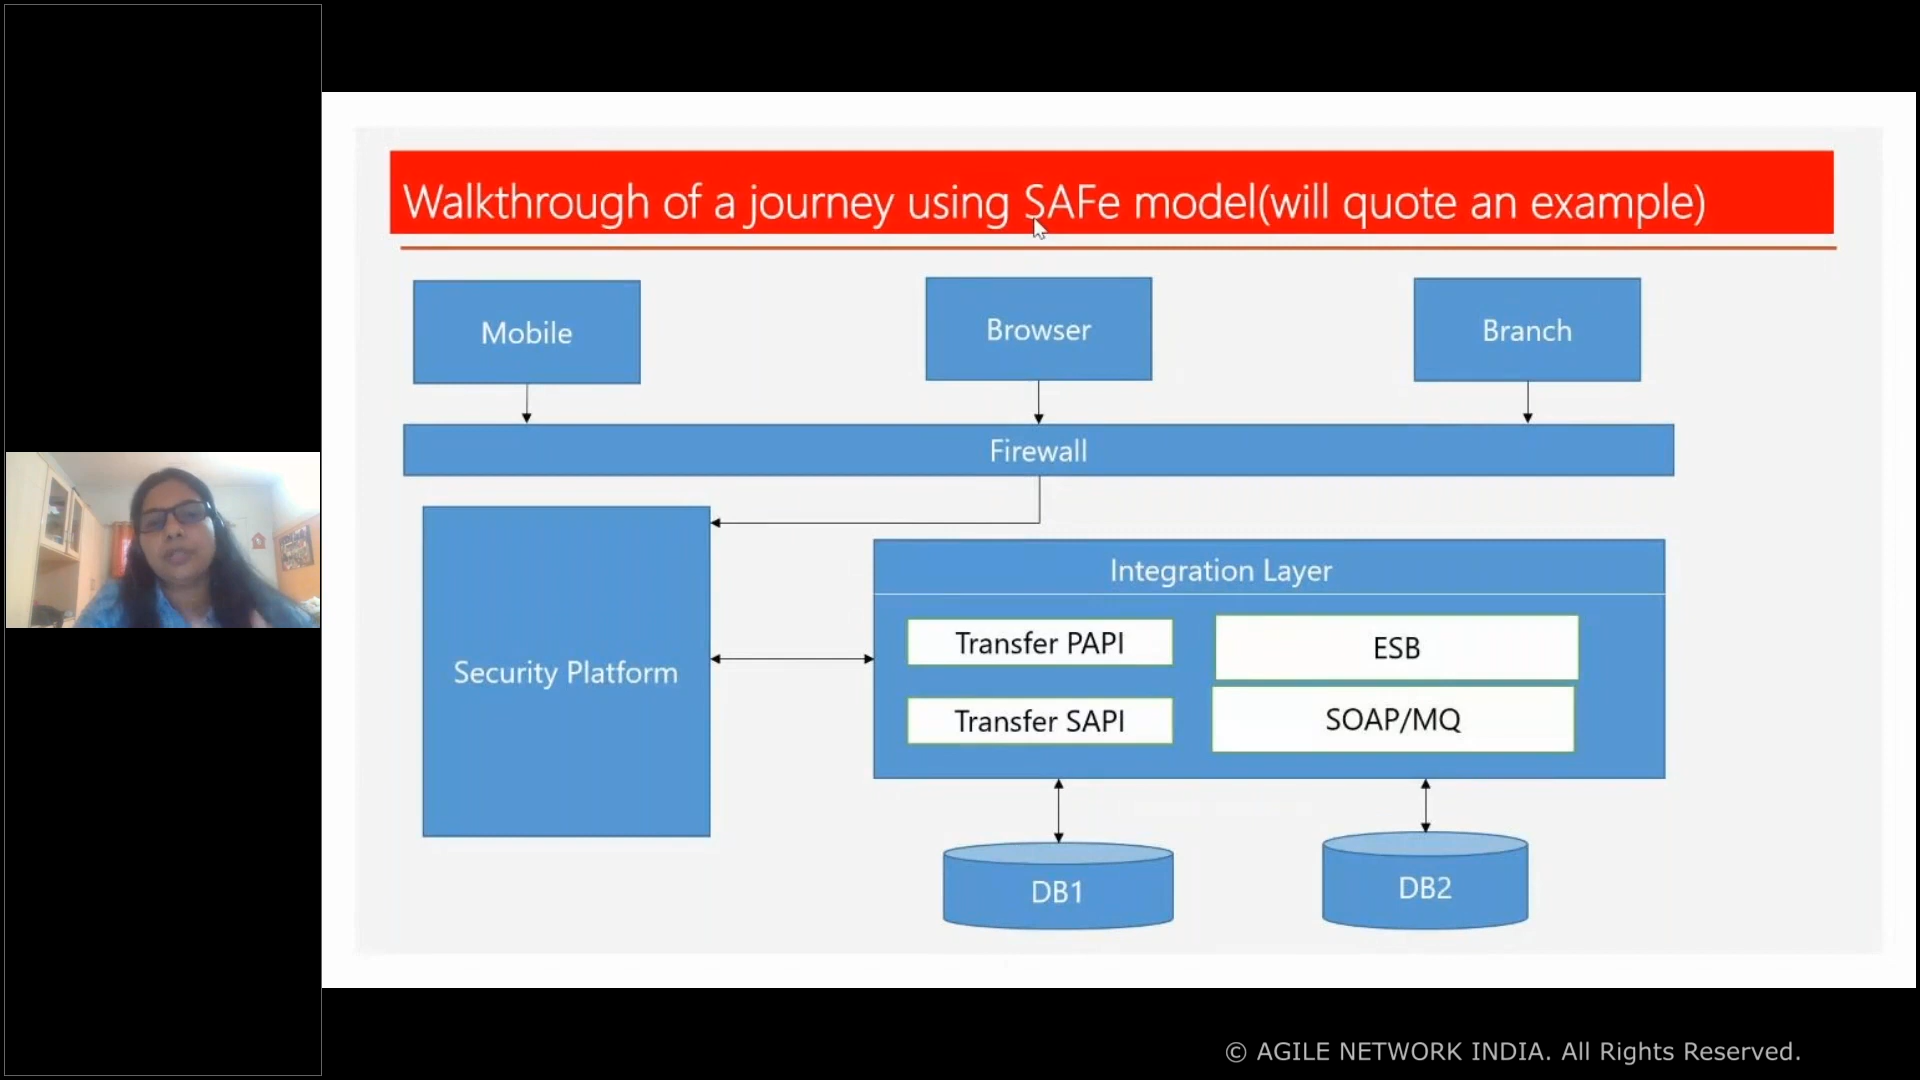 Walkthrough of a journey using SAFe model(will quote an example)
Mobile
Browser
Branch
Firewall
Security Platform
Integration Layer
Transfer PAPI
ESB
Transfer SAPI
SOAP/MQ
DB1
DB2
© AGILE NETWORK INDIA. All Rights Reserved.